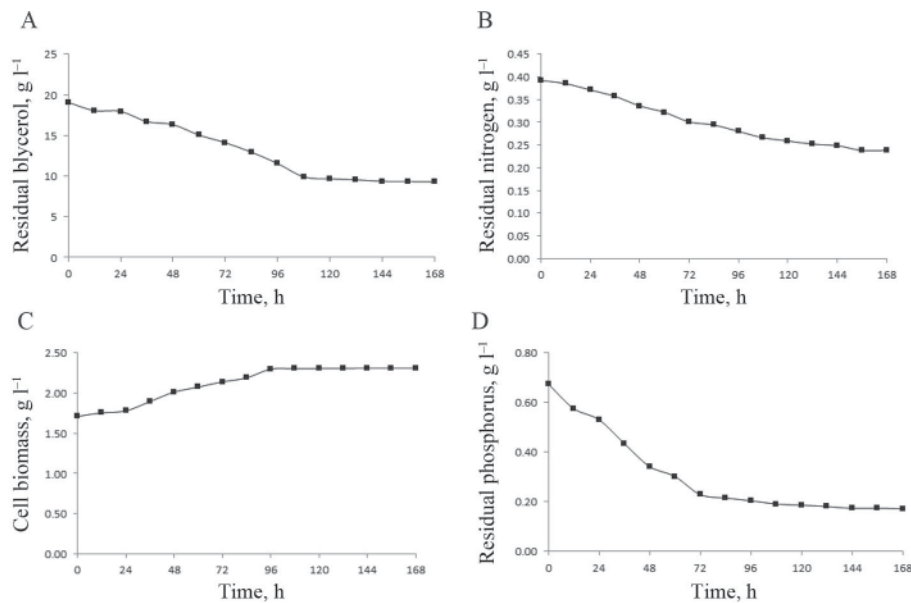 A
Residual blycerol, g l⁻¹
25
20
15
10
5
0
0 24 48 72 96 120 144 168
Time, h
B
Residual nitrogen, g l⁻¹
0.45
0.40
0.35
0.30
0.25
0.20
0.15
0.10
0.05
0.00
0 24 48 72 96 120 144 168
Time, h
C
Cell biomass, g l⁻¹
2.50
2.00
1.50
1.00
0.50
0.00
0 24 48 72 96 120 144 168
Time, h
D
Residual phosphorus, g l⁻¹
0.80
0.60
0.40
0.20
0.00
0 24 48 72 96 120 144 168
Time, h